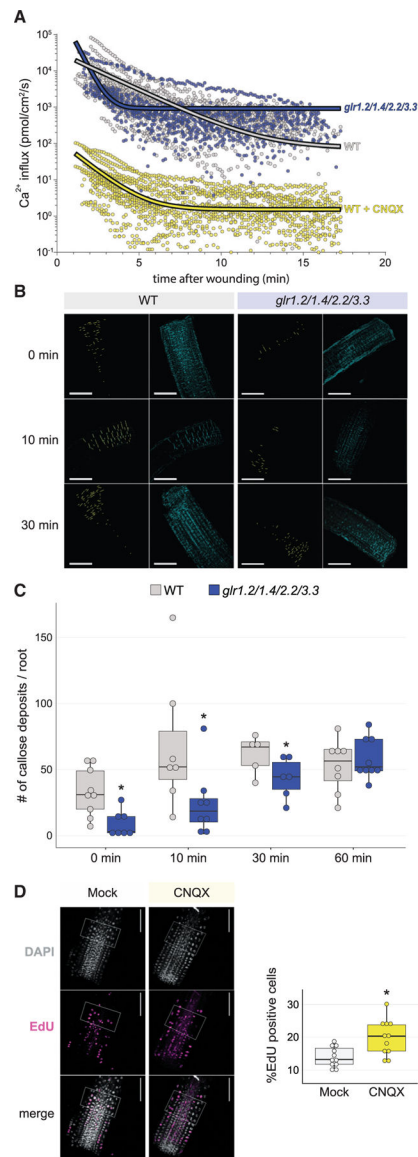 A
Ca2+ influx (pmol/cm2/s)
10^5
10^4
10^3
10^2
10^1
10^0
10^-1
glr1.2/1.4/2.2/3.3
WT
WT + CNQX
0 5 10 15 20
time after wounding (min)
B
WT glr1.2/1.4/2.2/3.3
0 min
10 min
30 min
C
WT glr1.2/1.4/2.2/3.3
# of callose deposits / root
150
100
50
0
* * *
0 min 10 min 30 min 60 min
D
Mock CNQX
DAPI
EdU
merge
%EdU positive cells
30
20
10
*
Mock CNQX